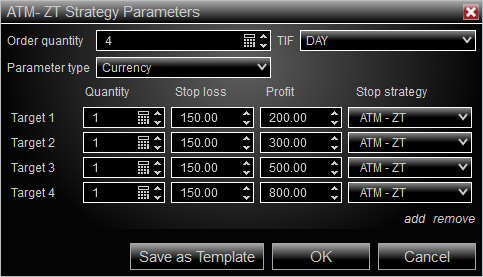 ATM- ZT Strategy Parameters
Order quantity 4 TIF DAY
Parameter type Currency
Quantity Stop loss Profit Stop strategy
Target 1 1 150.00 200.00 ATM - ZT
Target 2 1 150.00 300.00 ATM - ZT
Target 3 1 150.00 500.00 ATM - ZT
Target 4 1 150.00 800.00 ATM - ZT
add remove
Save as Template OK Cancel